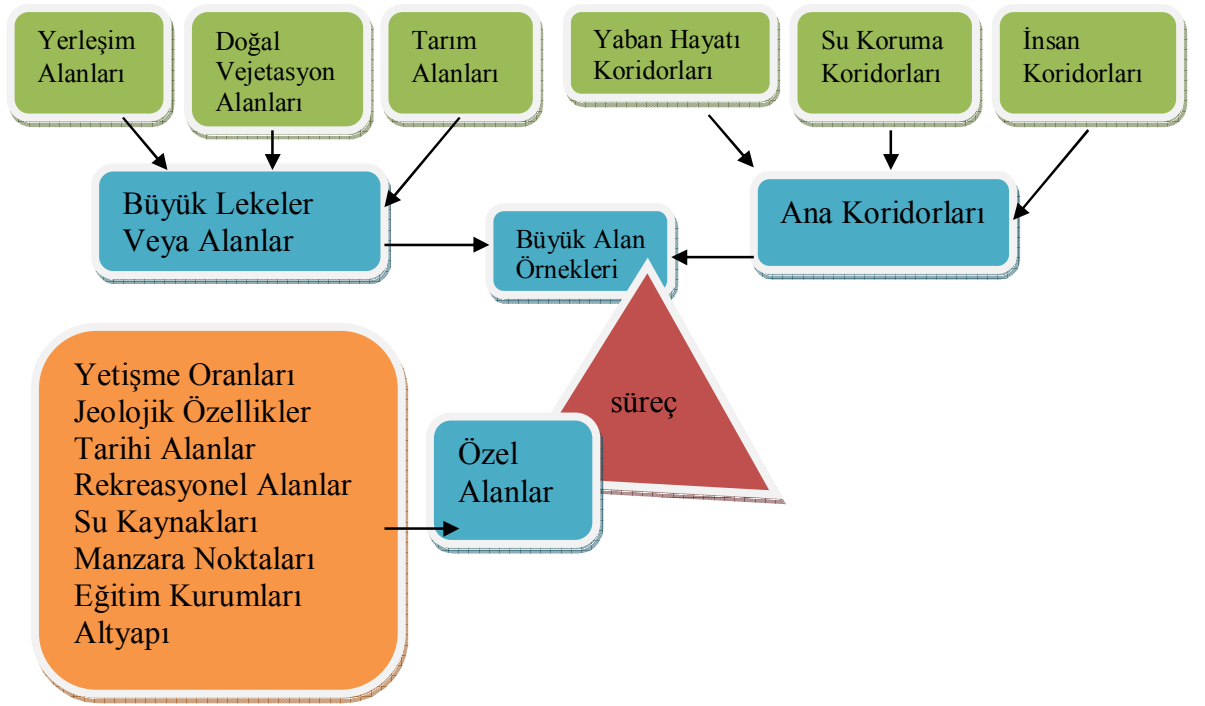 Yerleşim
Alanları
Doğal
Vejetasyon
Alanları
Tarım
Alanları
Yaban Hayatı
Koridorları
Su Koruma
Koridorları
İnsan
Koridorları
Büyük Lekeler
Veya Alanlar
Büyük Alan
Örnekleri
Ana Koridorları
Yetişme Oranları
Jeolojik Özellikler
Tarihi Alanlar
Rekreasyonel Alanlar
Su Kaynakları
Manzara Noktaları
Eğitim Kurumları
Altyapı
Özel
Alanlar
süreç